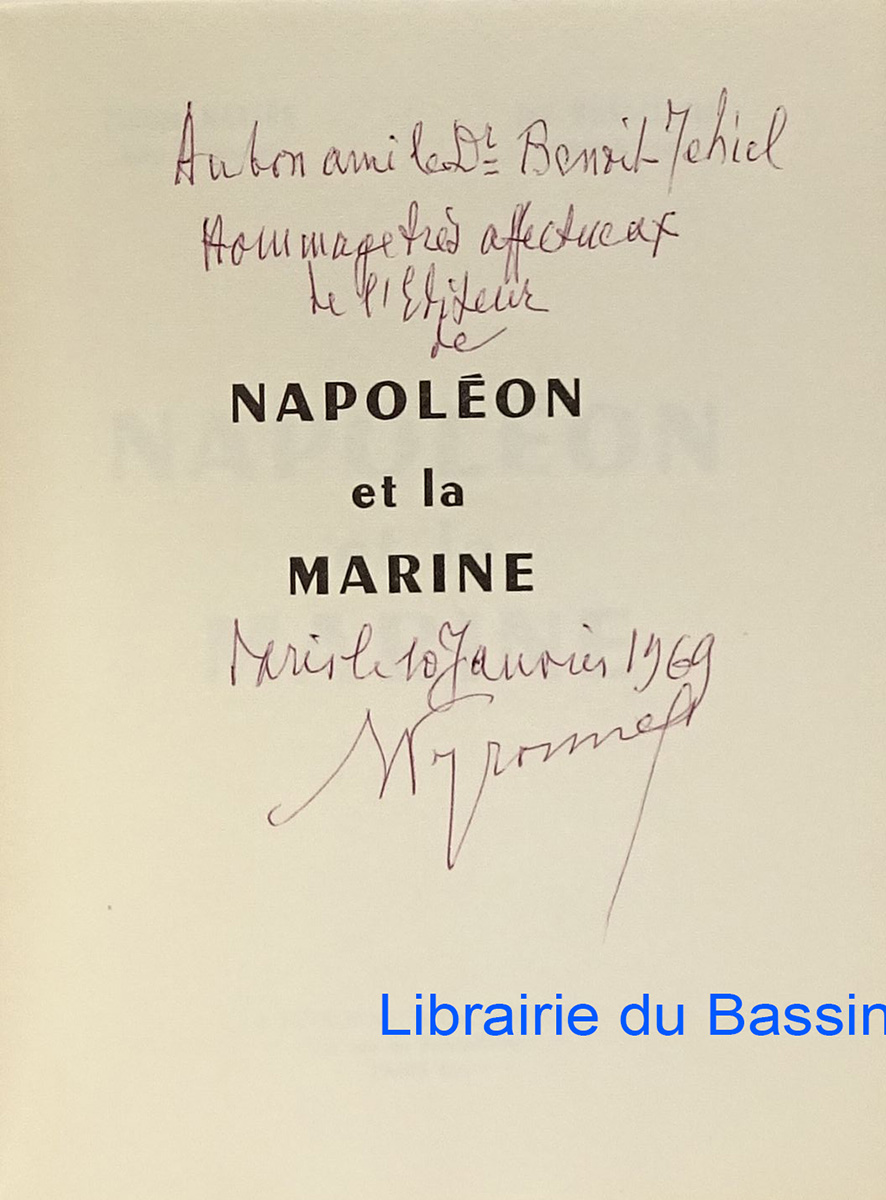 Au bon ami le Dr Benoit Jehiel
Hommage très affectueux
de l'Editeur
de
NAPOLÉON
et la
MARINE
Paris le 10 Janvier 1969
Librairie du Bassin